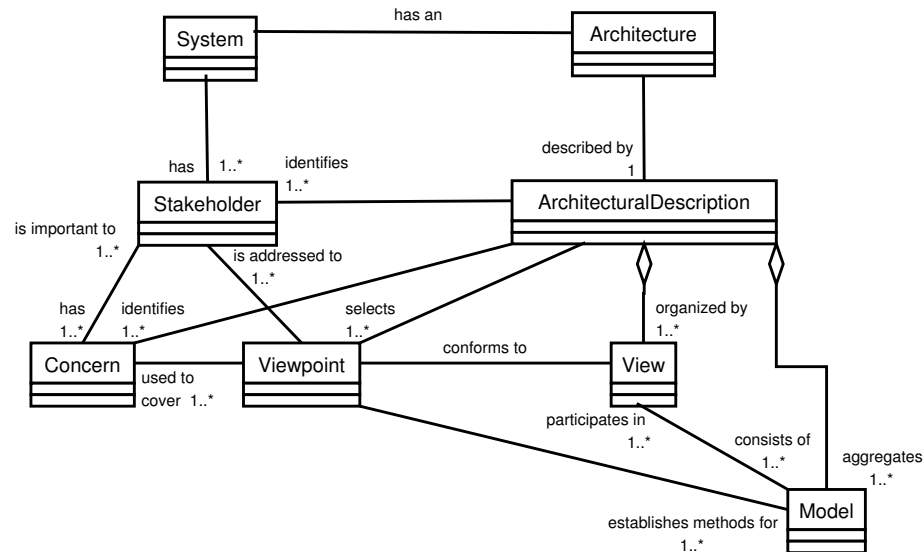 has an
System
Architecture
has
1..*
identifies
1..*
described by
1
Stakeholder
ArchitecturalDescription
is important to
1..*
is addressed to
1..*
has
1..*
identifies
1..*
selects
1..*
organized by
1..*
Concern
Viewpoint
conforms to
View
used to
cover 1..*
participates in
1..*
consists of
1..*
aggregates
1..*
Model
establishes methods for
1..*